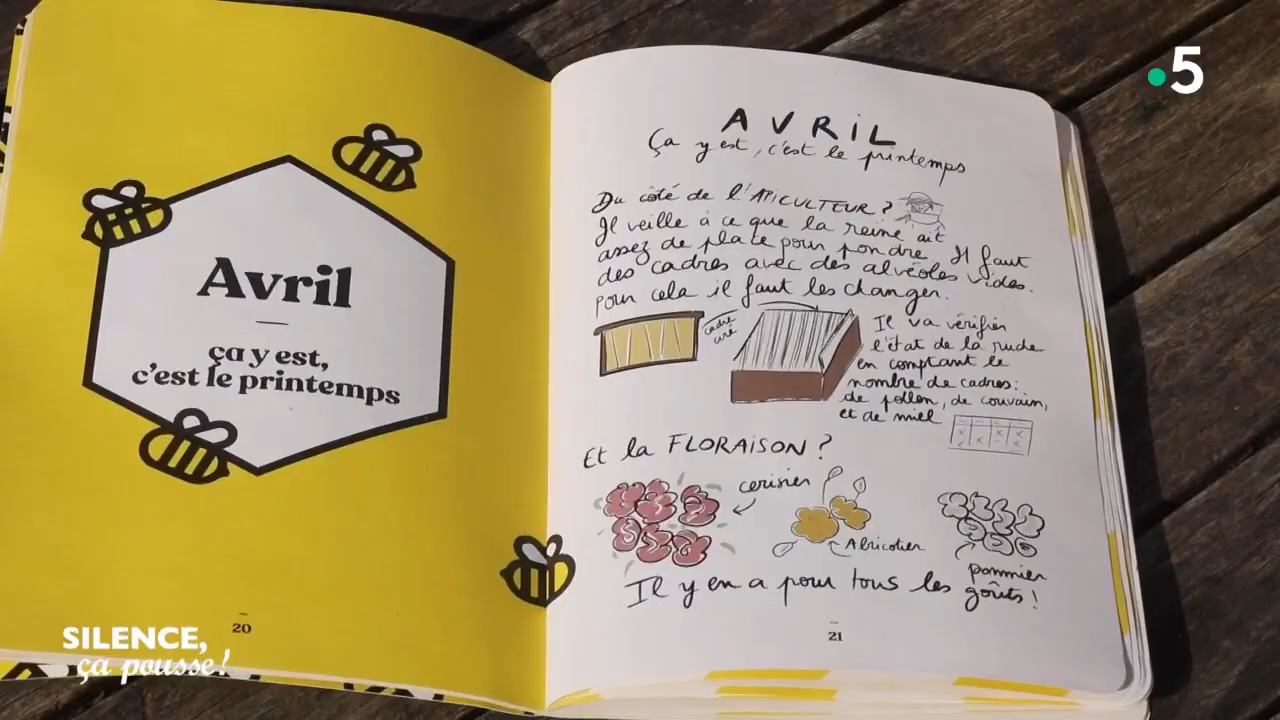 5
Avril
ça y est,
c'est le printemps
20
SILENCE,
ça pousse!
AVRiL
Ça y est, c'est le printemps
Du côté de l'APiCULTEUR ?
Il veille à ce que la reine ait
assez de place pour pondre Il faut
des cadres avec des alvéoles vides.
pour cela il faut les changer.
cadre
ciré
Il va vérifier
l'état de la ruche
en comptant le
nombre de cadres:
de pollen, de couvain,
et de miel
Et la FLORAiSON ?
cerisier
Abricotier
pommier
Il y en a pour tous les goûts!
21